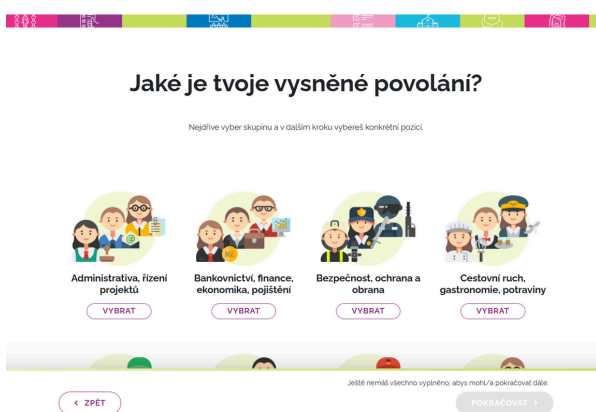 Jaké je tvoje vysněné povolání?
Nejdříve vyber skupinu a v dalším kroku vybereš konkrétní pozici.
Kč
Administrativa, řízení
projektů
VYBRAT
Bankovnictví, finance,
ekonomika, pojištění
VYBRAT
Bezpečnost, ochrana a
obrana
VYBRAT
Cestovní ruch,
gastronomie, potraviny
VYBRAT
Ještě nemáš všechno vyplněno, abys mohl/a pokračovat dále.
‹ ZPĚT
POKRAČOVAT ›